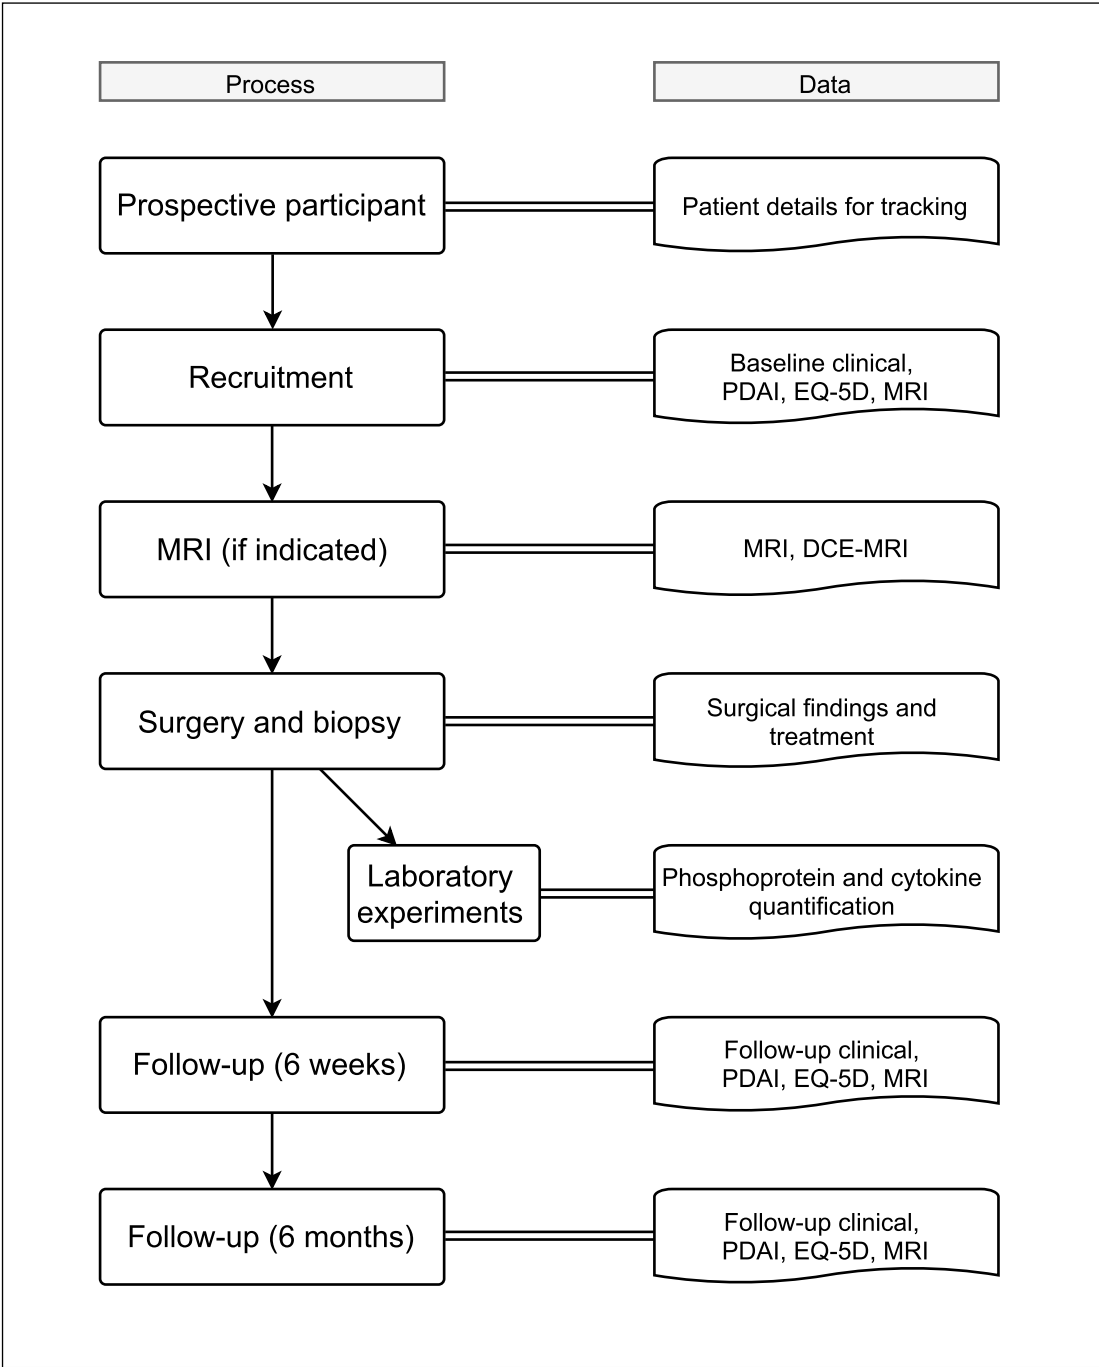 Process
Data
Prospective participant
Patient details for tracking
Recruitment
Baseline clinical,
PDAI, EQ-5D, MRI
MRI (if indicated)
MRI, DCE-MRI
Surgery and biopsy
Surgical findings and
treatment
Laboratory
experiments
Phosphoprotein and cytokine
quantification
Follow-up (6 weeks)
Follow-up clinical,
PDAI, EQ-5D, MRI
Follow-up (6 months)
Follow-up clinical,
PDAI, EQ-5D, MRI